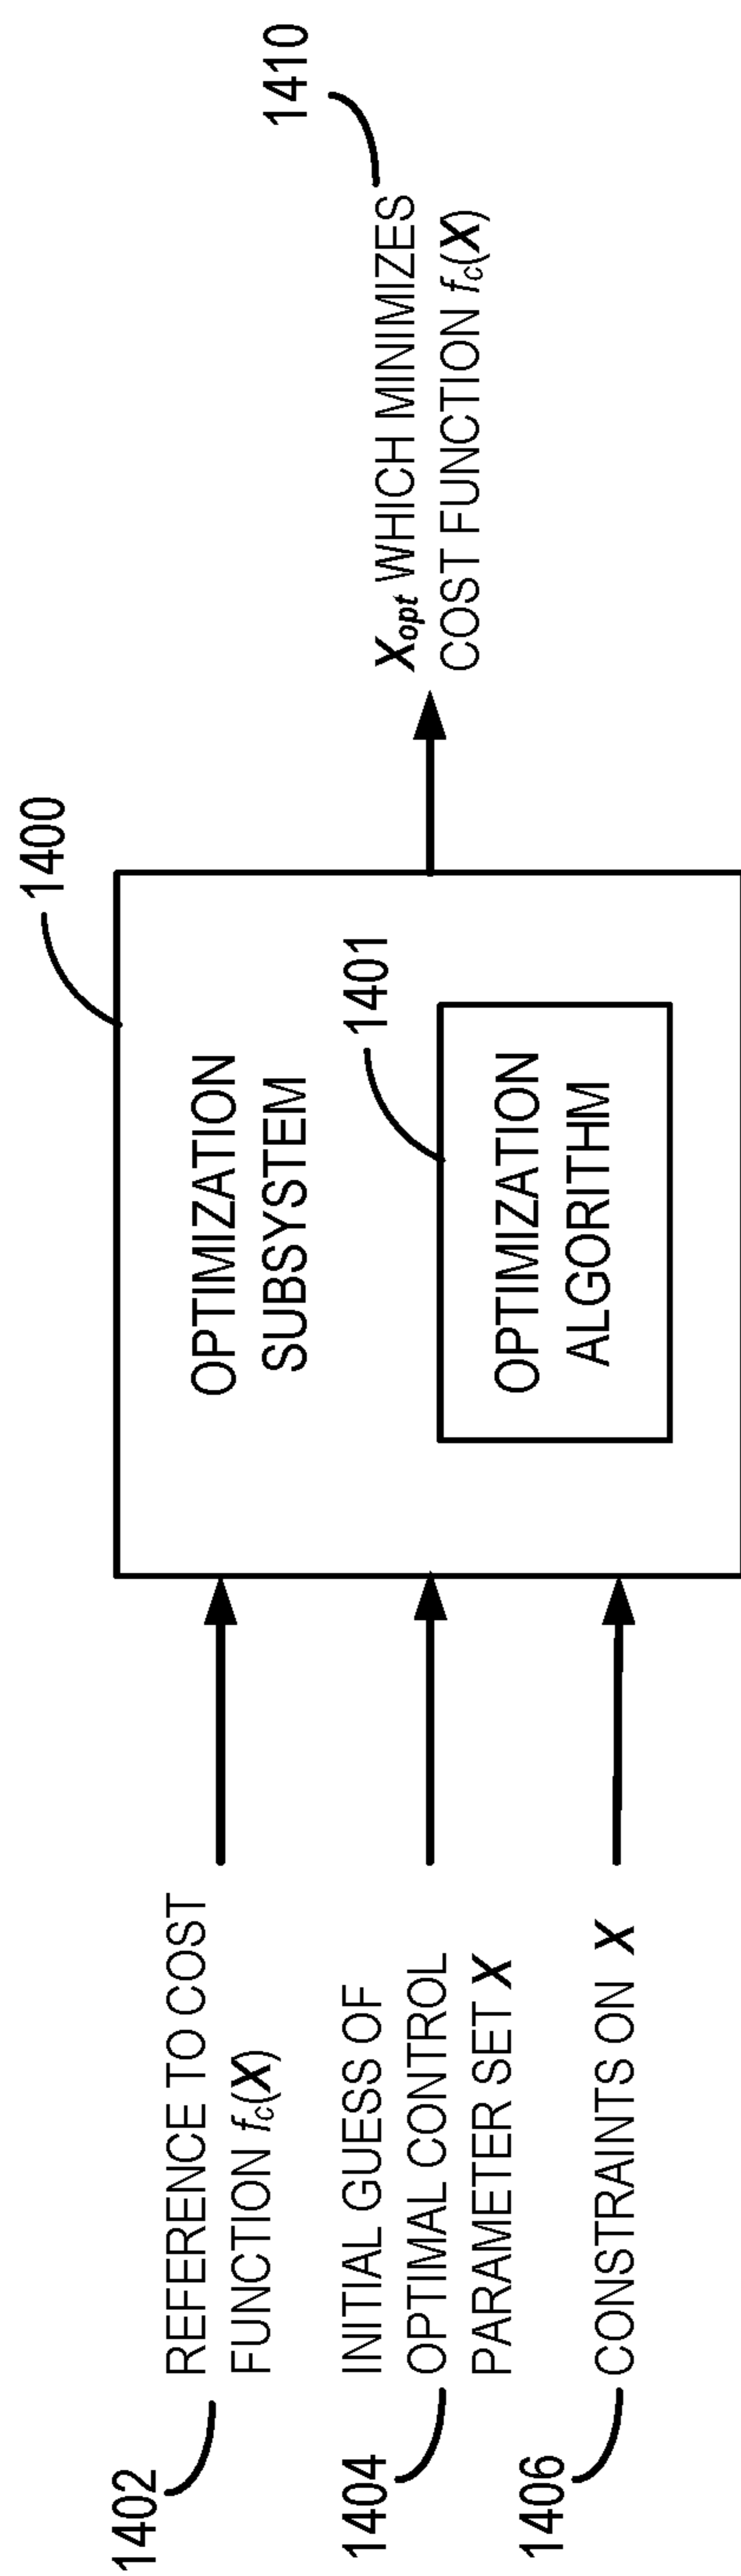 1402
REFERENCE TO COST
FUNCTION fc(X)
1404
INITIAL GUESS OF
OPTIMAL CONTROL
PARAMETER SET X
1406
CONSTRAINTS ON X
1400
OPTIMIZATION
SUBSYSTEM
1401
OPTIMIZATION
ALGORITHM
1410
Xopt WHICH MINIMIZES
COST FUNCTION fc(X)